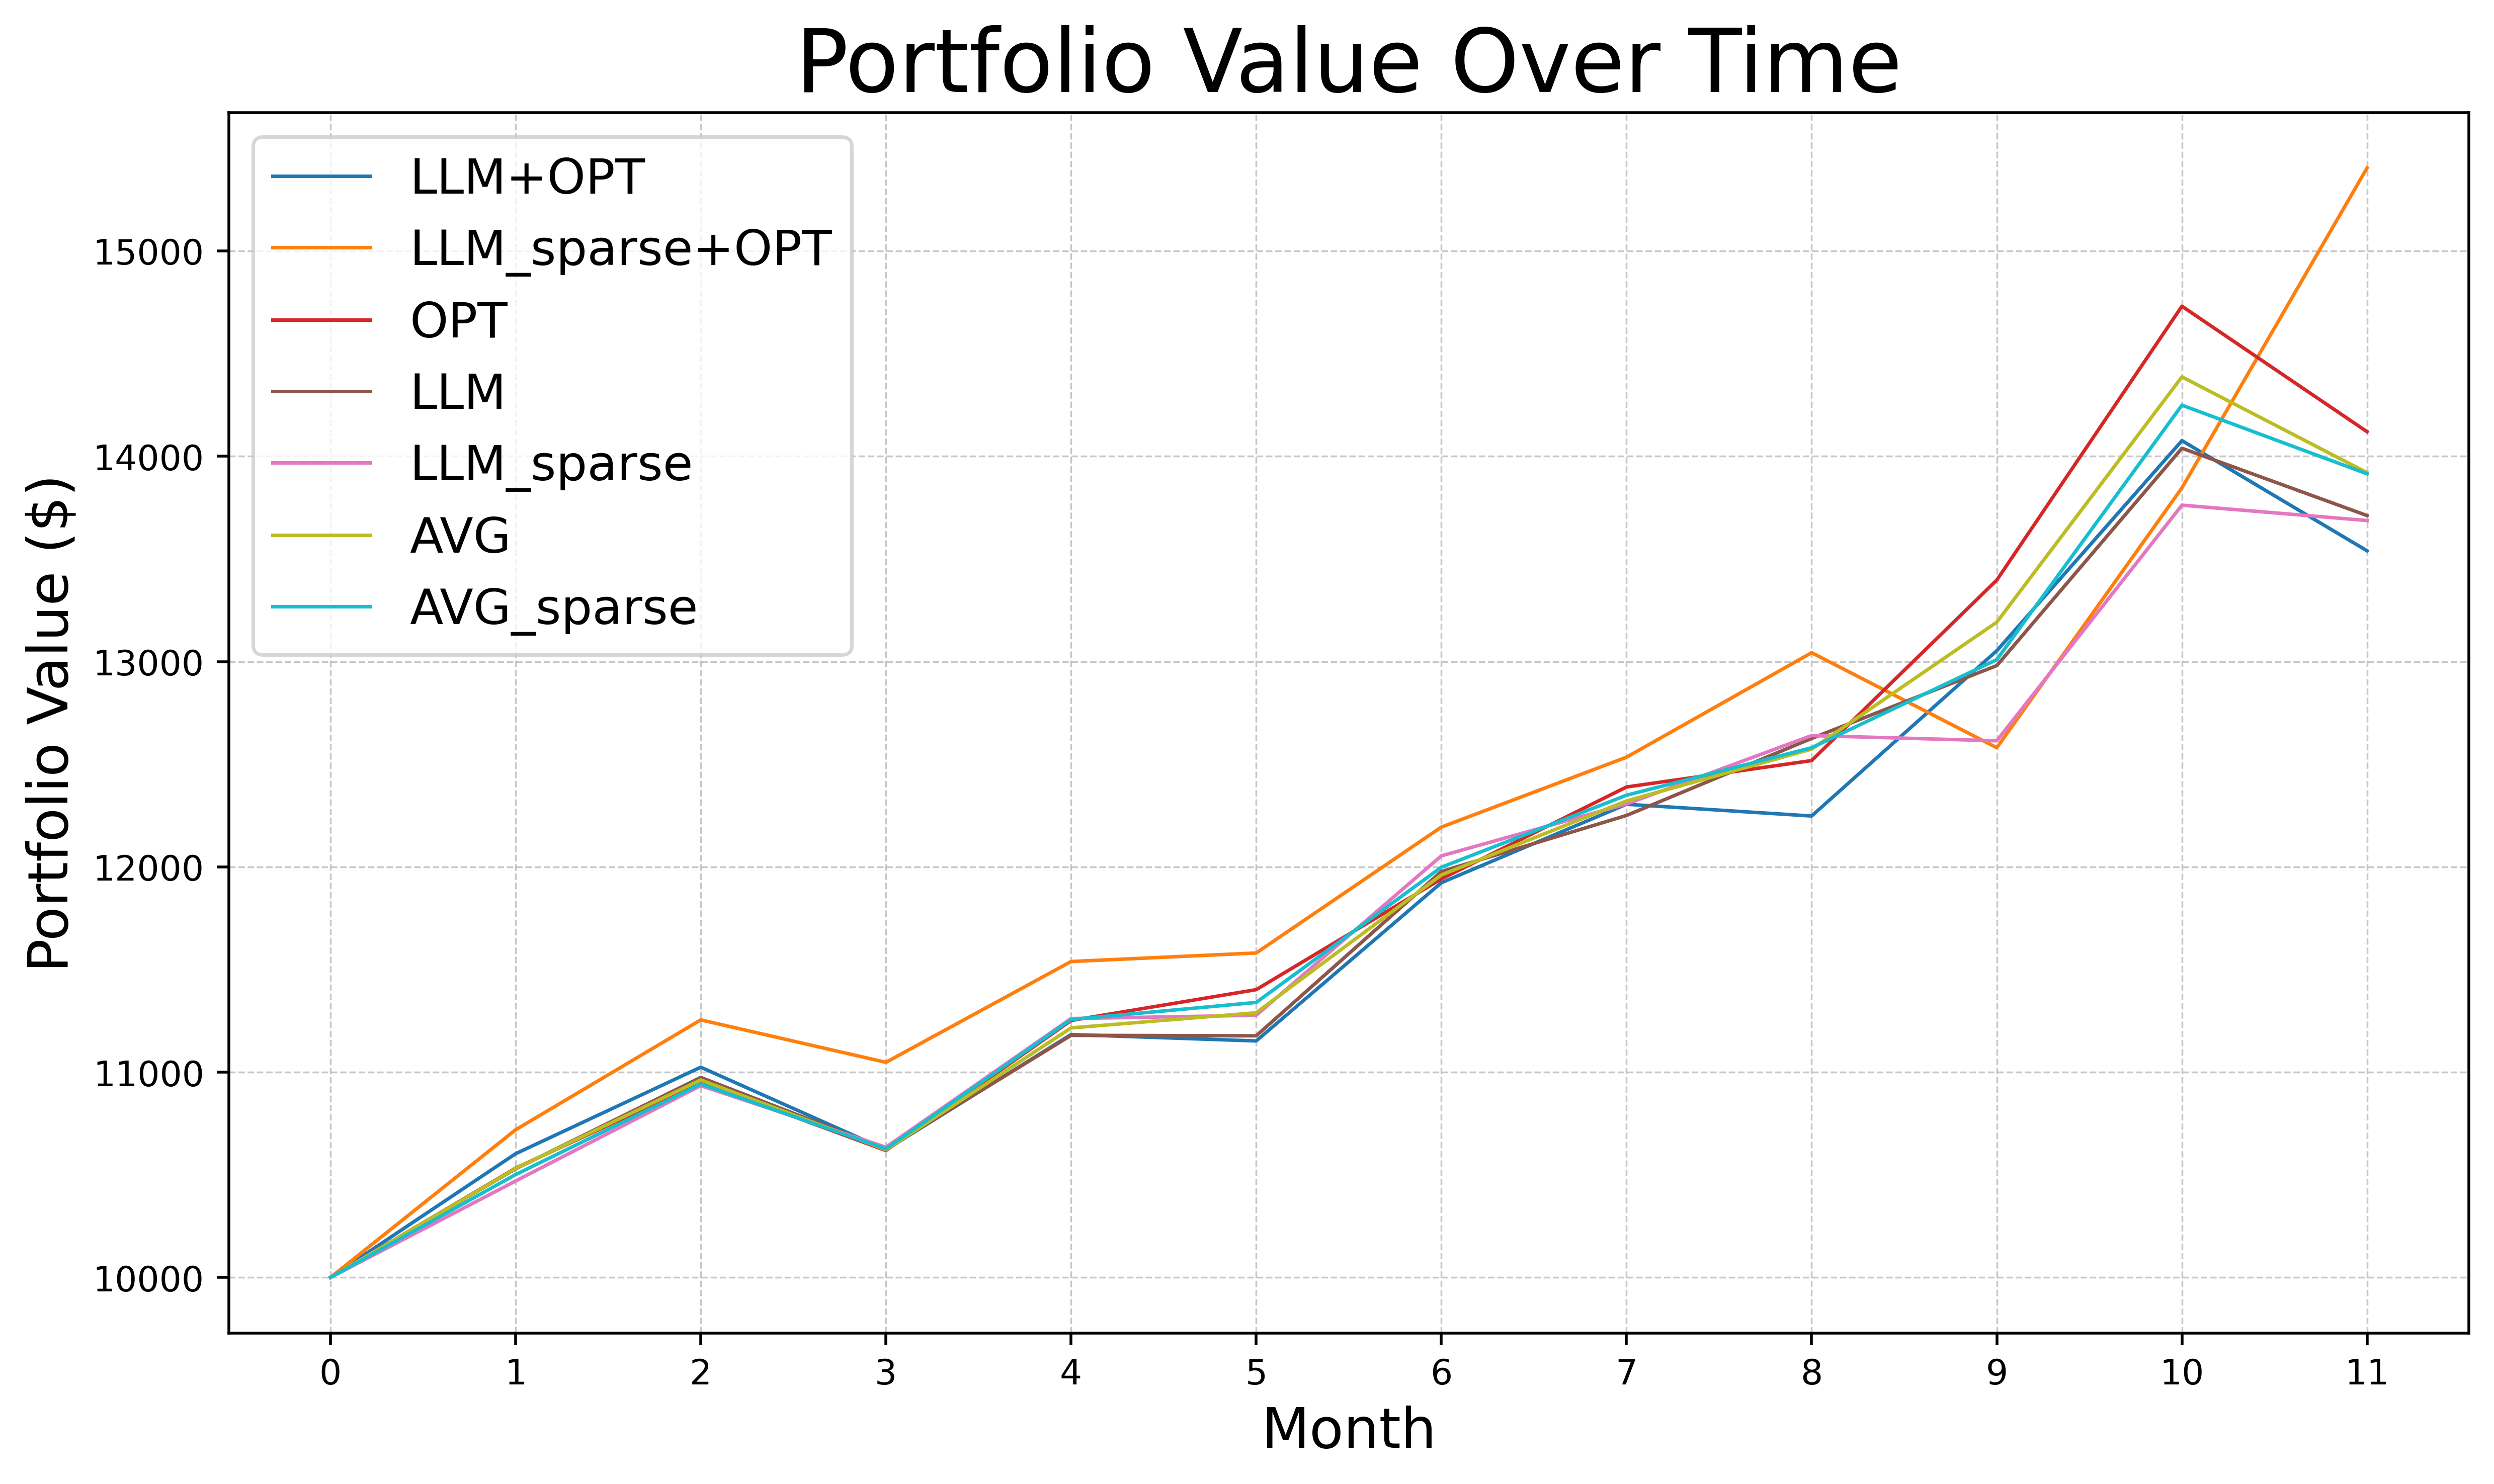 Portfolio Value Over Time
LLM+OPT
LLM_sparse+OPT
OPT
LLM
LLM_sparse
AVG
AVG_sparse
Portfolio Value ($)
15000
14000
13000
12000
11000
10000
0 1 2 3 4 5 6 7 8 9 10 11
Month